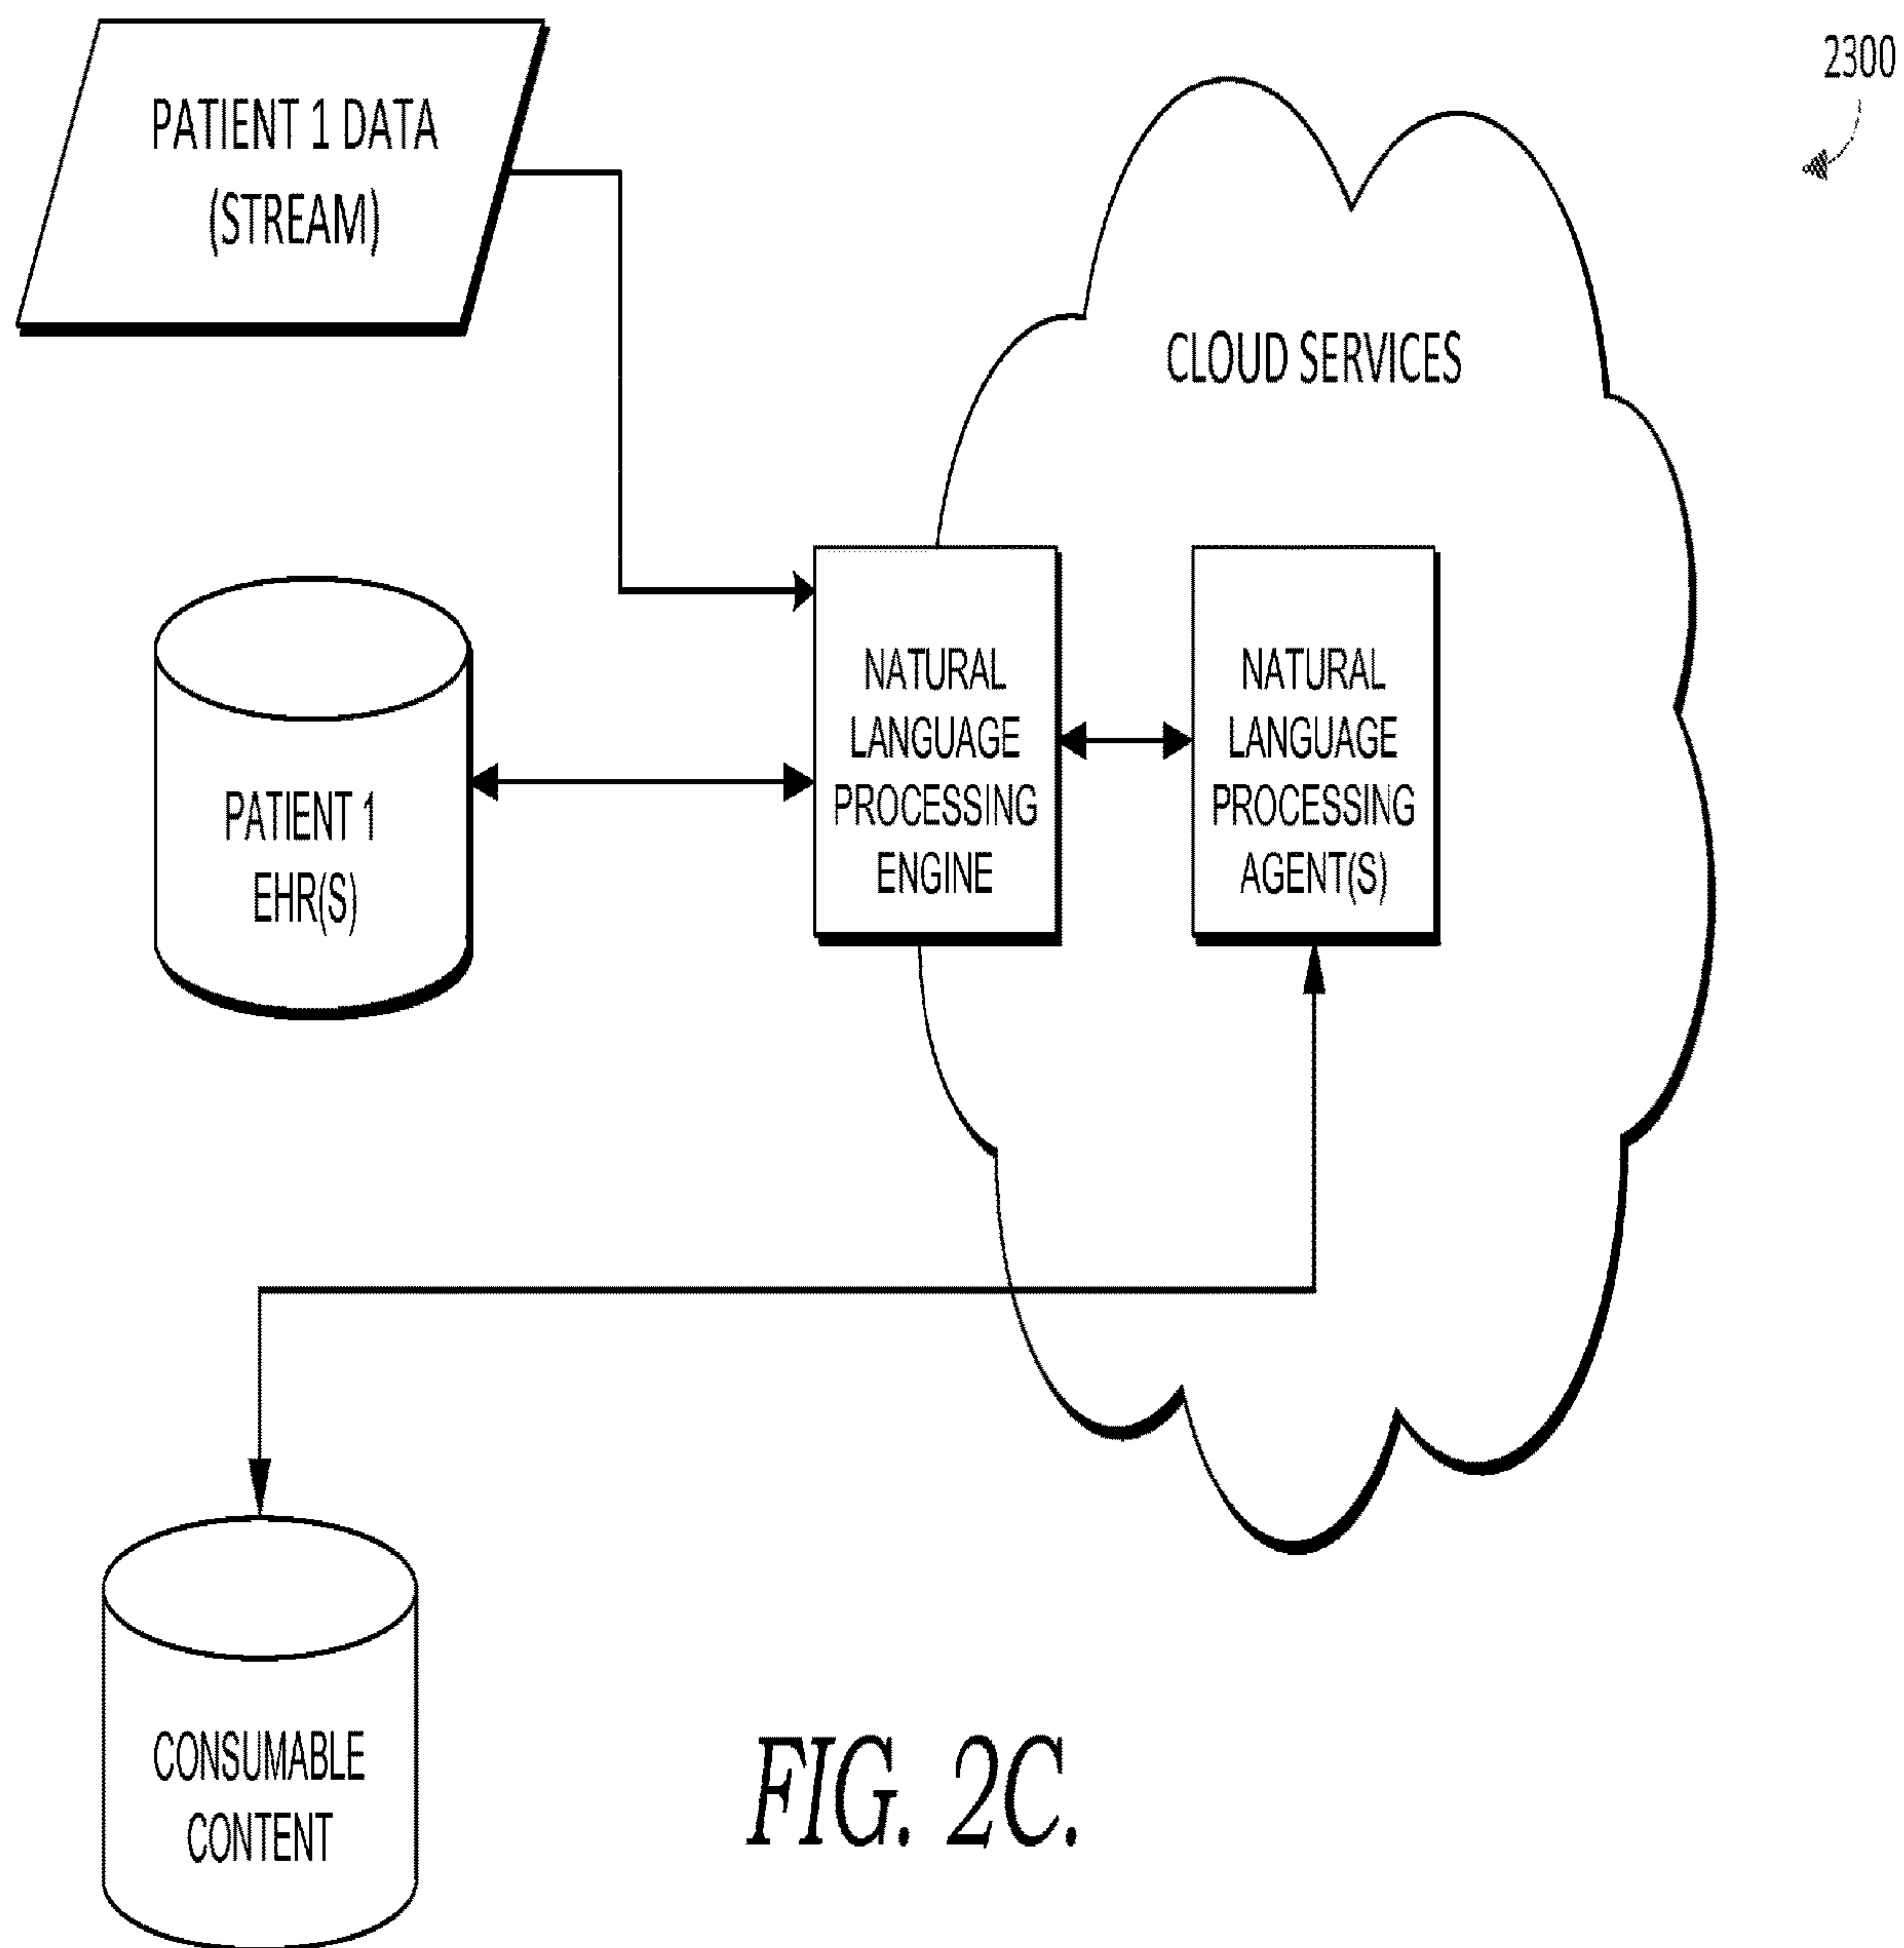 2300
PATIENT 1 DATA
(STREAM)
CLOUD SERVICES
NATURAL
LANGUAGE
PROCESSING
ENGINE
NATURAL
LANGUAGE
PROCESSING
AGENT(S)
PATIENT 1
EHR(S)
CONSUMABLE
CONTENT
FIG. 2C.